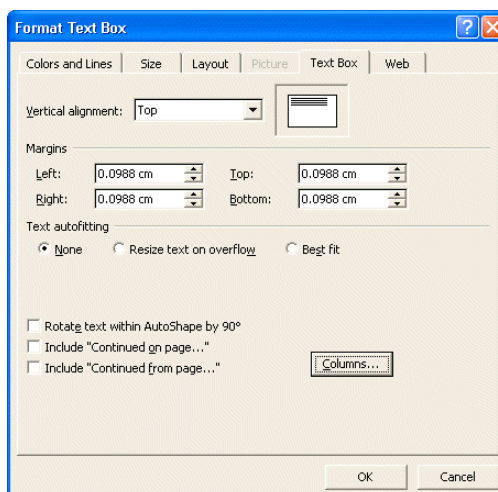 Format Text Box
Colors and Lines Size Layout Picture Text Box Web
Vertical alignment: Top
Margins
Left: 0.0988 cm Top: 0.0988 cm
Right: 0.0988 cm Bottom: 0.0988 cm
Text autofitting
None Resize text on overflow Best fit
Rotate text within AutoShape by 90°
Include "Continued on page..."
Include "Continued from page..."
Columns...
OK Cancel